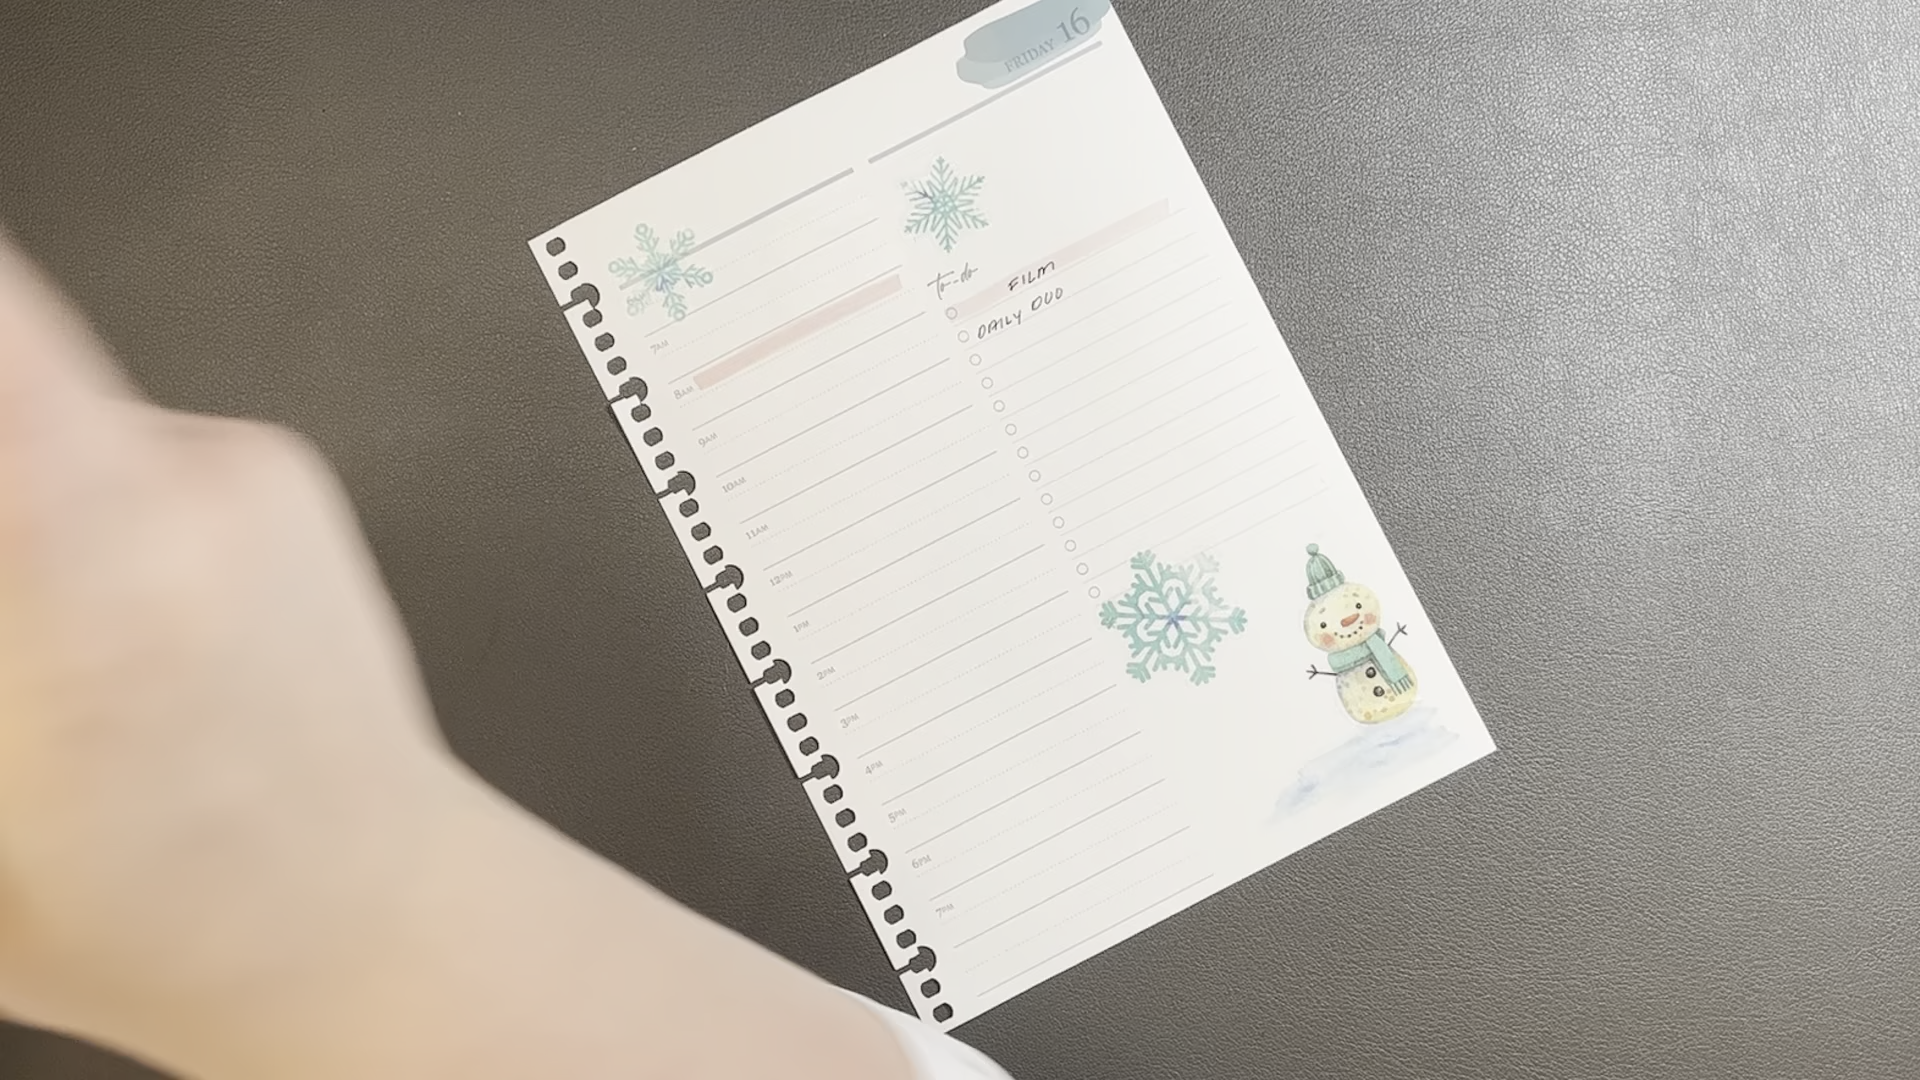 FRIDAY 16
to-do
FILM
DAILY DUO
7AM
8AM
9AM
10AM
11AM
12PM
1PM
2PM
3PM
4PM
5PM
6PM
7PM